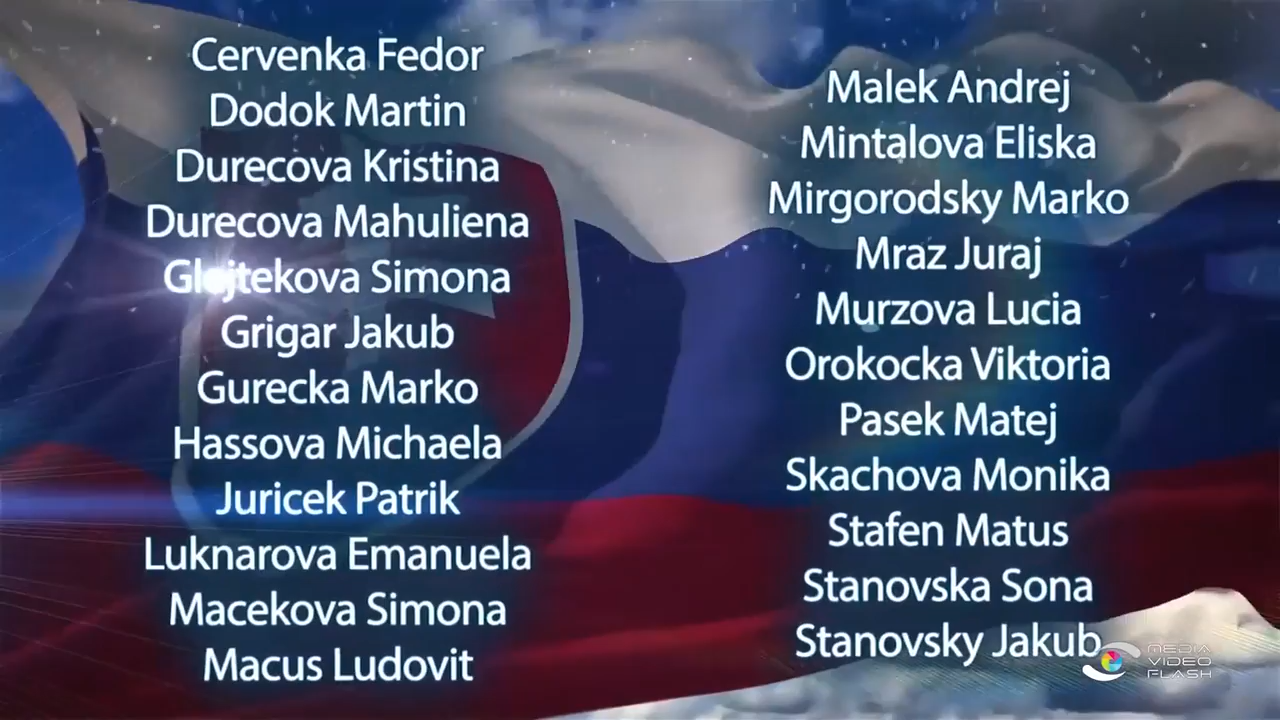 Cervenka Fedor
Dodok Martin
Durecova Kristina
Durecova Mahuliena
Glejtekova Simona
Grigar Jakub
Gurecka Marko
Hassova Michaela
Juricek Patrik
Luknarova Emanuela
Macekova Simona
Macus Ludovit
Malek Andrej
Mintalova Eliska
Mirgorodsky Marko
Mraz Juraj
Murzova Lucia
Orokocka Viktoria
Pasek Matej
Skachova Monika
Stafen Matus
Stanovska Sona
Stanovsky Jakub
MEDIA
VIDEO
FLASH